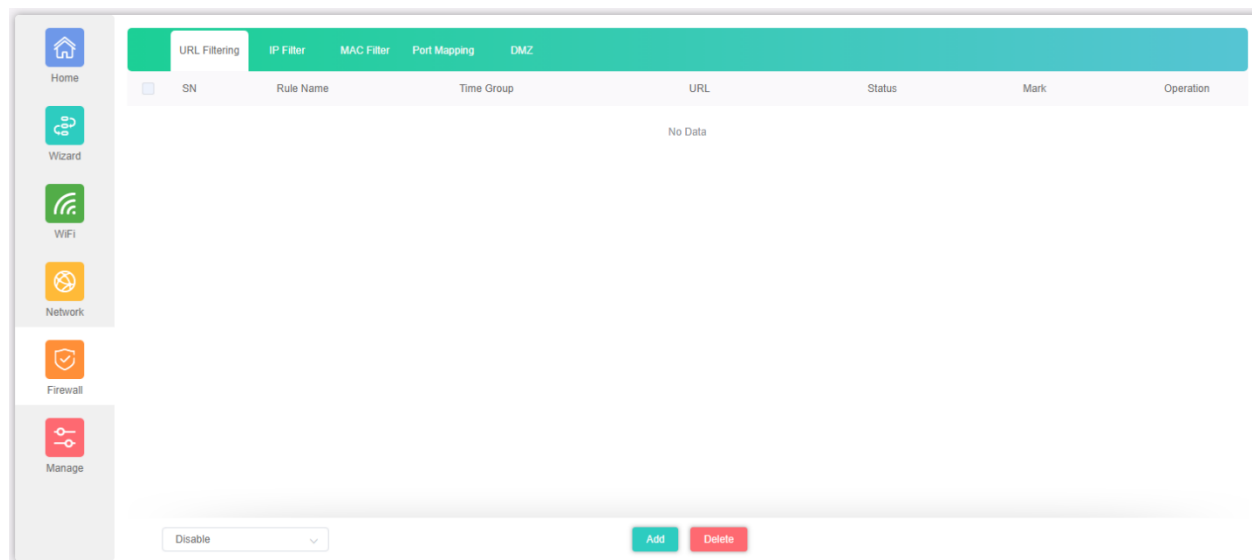 Home
Wizard
WiFi
Network
Firewall
Manage
URL Filtering IP Filter MAC Filter Port Mapping DMZ
SN Rule Name Time Group URL Status Mark Operation
No Data
Disable Add Delete